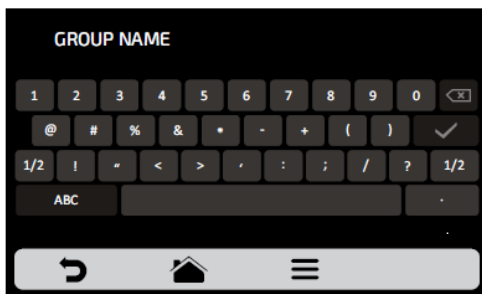 GROUP NAME
1 2 3 4 5 6 7 8 9 0
@ # % & * - + ( )
1/2 ! “ < > ‘ : ; / ? 1/2
ABC .
.